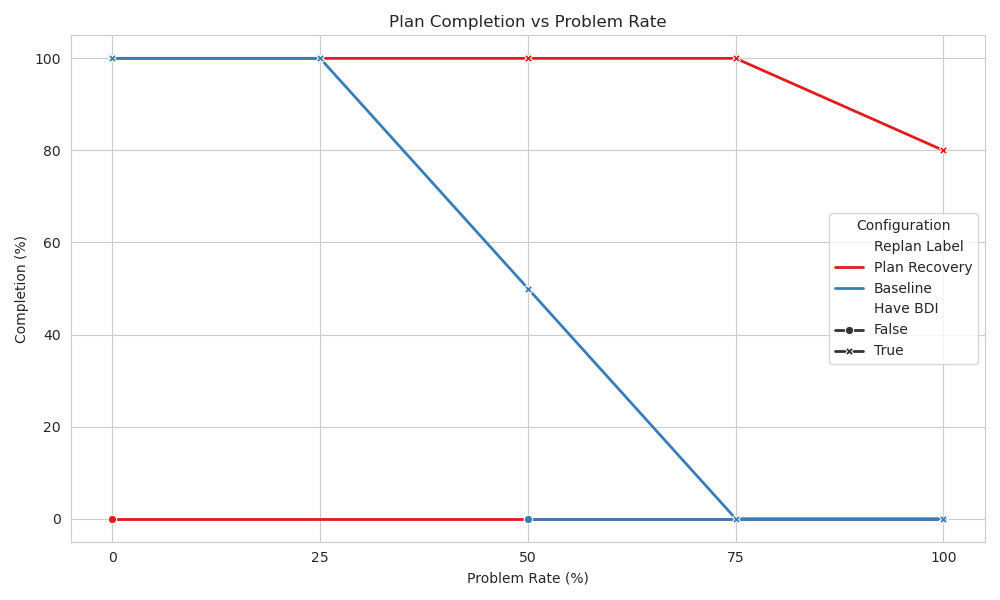 Plan Completion vs Problem Rate
100
80
60
40
20
0
Completion (%)
Configuration
Replan Label
Plan Recovery
Baseline
Have BDI
False
True
0 25 50 75 100
Problem Rate (%)